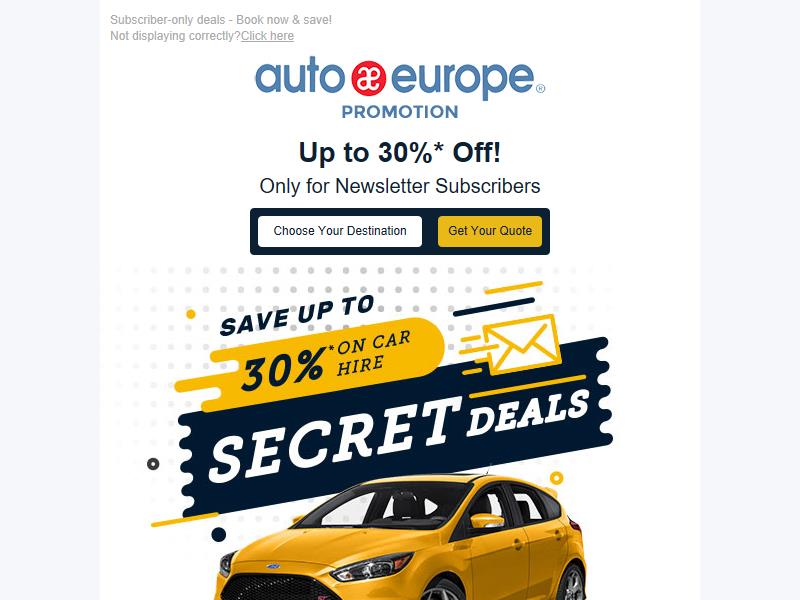 Subscriber-only deals - Book now & save!
Not displaying correctly?Click here
auto æ europe®
PROMOTION
Up to 30%* Off!
Only for Newsletter Subscribers
Choose Your Destination
Get Your Quote
SAVE UP TO
30%*ON CAR
HIRE
SECRET DEALS
Ford